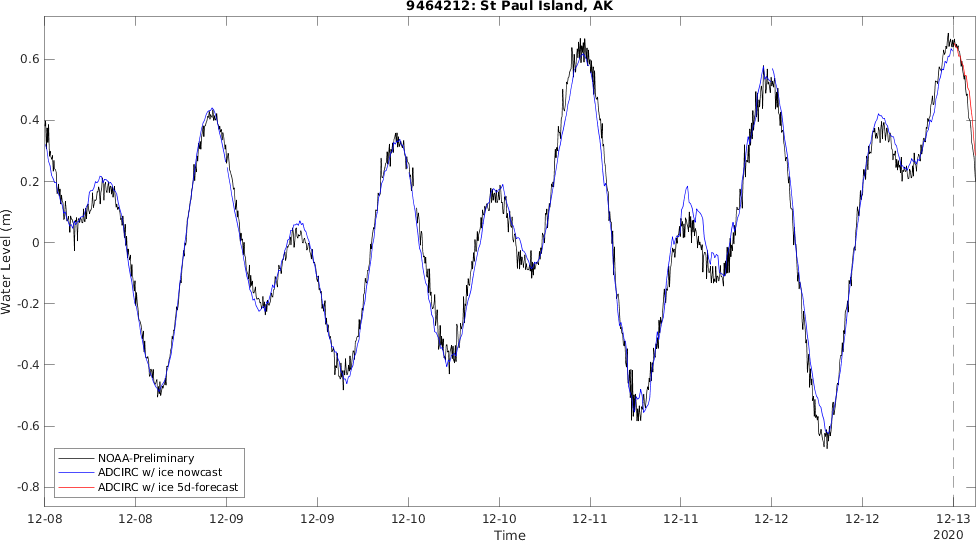 9464212: St Paul Island, AK
Water Level (m)
0.6
0.4
0.2
0
-0.2
-0.4
-0.6
-0.8
NOAA-Preliminary
ADCIRC w/ ice nowcast
ADCIRC w/ ice 5d-forecast
12-08 12-08 12-09 12-09 12-10 12-10 12-11 12-11 12-12 12-12 12-13
2020
Time